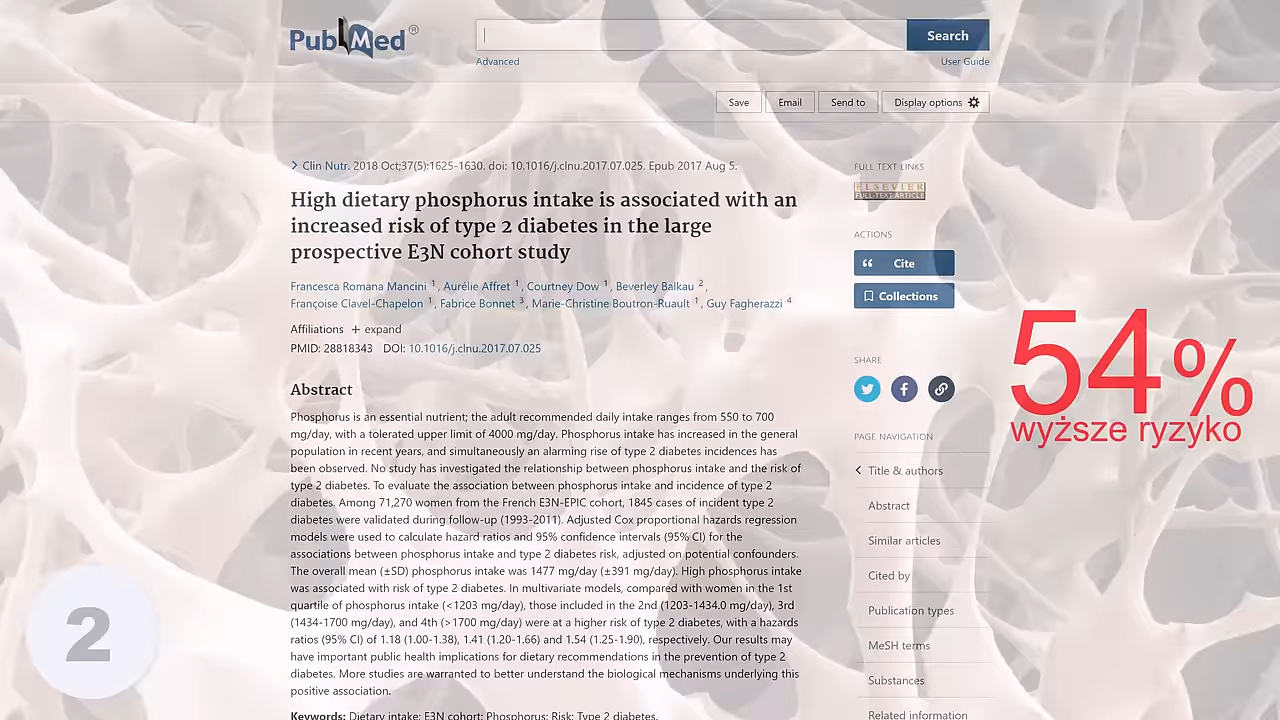 PubMed®
Search
Advanced
User Guide
Save
Email
Send to
Display options
Clin Nutr. 2018 Oct;37(5):1625-1630. doi: 10.1016/j.clnu.2017.07.025. Epub 2017 Aug 5.
High dietary phosphorus intake is associated with an
increased risk of type 2 diabetes in the large
prospective E3N cohort study
Francesca Romana Mancini 1, Aurélie Affret 1, Courtney Dow 1, Beverley Balkau 2,
Françoise Clavel-Chapelon 1, Fabrice Bonnet 3, Marie-Christine Boutron-Ruault 1, Guy Fagherazzi 4
Affiliations + expand
PMID: 28818343 DOI: 10.1016/j.clnu.2017.07.025
Abstract
Phosphorus is an essential nutrient; the adult recommended daily intake ranges from 550 to 700
mg/day, with a tolerated upper limit of 4000 mg/day. Phosphorus intake has increased in the general
population in recent years, and simultaneously an alarming rise of type 2 diabetes incidences has
been observed. No study has investigated the relationship between phosphorus intake and the risk of
type 2 diabetes. To evaluate the association between phosphorus intake and incidence of type 2
diabetes. Among 71,270 women from the French E3N-EPIC cohort, 1845 cases of incident type 2
diabetes were validated during follow-up (1993-2011). Adjusted Cox proportional hazards regression
models were used to calculate hazard ratios and 95% confidence intervals (95% CI) for the
associations between phosphorus intake and type 2 diabetes risk, adjusted on potential confounders.
The overall mean (±SD) phosphorus intake was 1477 mg/day (±391 mg/day). High phosphorus intake
was associated with risk of type 2 diabetes. In multivariate models, compared with women in the 1st
quartile of phosphorus intake (<1203 mg/day), those included in the 2nd (1203-1434.0 mg/day), 3rd
(1434-1700 mg/day), and 4th (>1700 mg/day) were at a higher risk of type 2 diabetes, with a hazards
ratios (95% CI) of 1.18 (1.00-1.38), 1.41 (1.20-1.66) and 1.54 (1.25-1.90), respectively. Our results may
have important public health implications for dietary recommendations in the prevention of type 2
diabetes. More studies are warranted to better understand the biological mechanisms underlying this
positive association.
Keywords: Dietary intake; E3N cohort; Phosphorus; Risk; Type 2 diabetes.
FULL TEXT LINKS
ELSEVIER
FULL-TEXT ARTICLE
ACTIONS
Cite
Collections
SHARE
PAGE NAVIGATION
Title & authors
Abstract
Similar articles
Cited by
Publication types
MeSH terms
Substances
Related information
54%
wyższe ryzyko
2